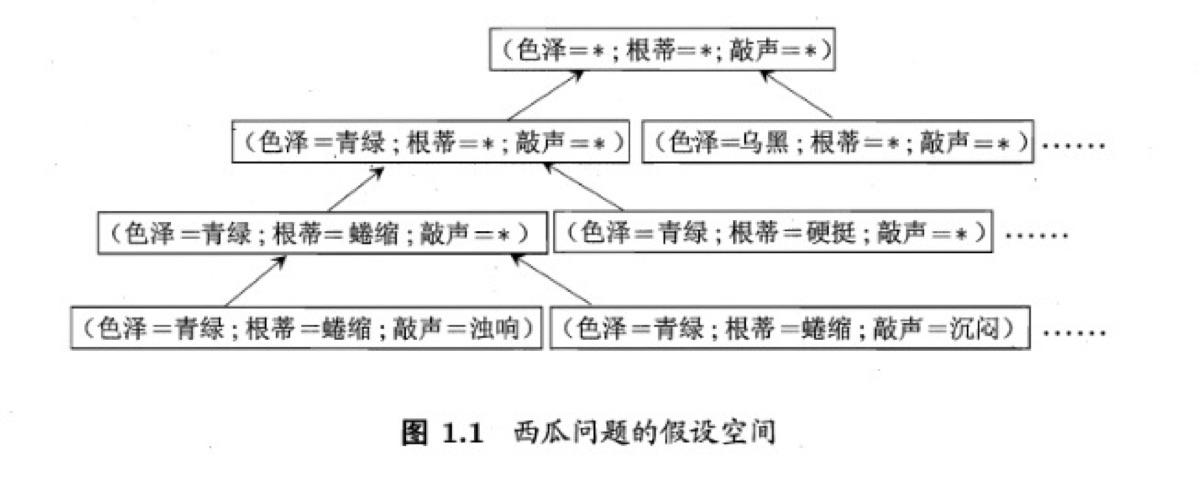 (色泽=*;根蒂=*;敲声=*)
(色泽=青绿;根蒂=*;敲声=*) (色泽=乌黑;根蒂=*;敲声=*) ……
(色泽=青绿;根蒂=蜷缩;敲声=*) (色泽=青绿;根蒂=硬挺;敲声=*) ……
(色泽=青绿;根蒂=蜷缩;敲声=浊响) (色泽=青绿;根蒂=蜷缩;敲声=沉闷) ……
图 1.1 西瓜问题的假设空间